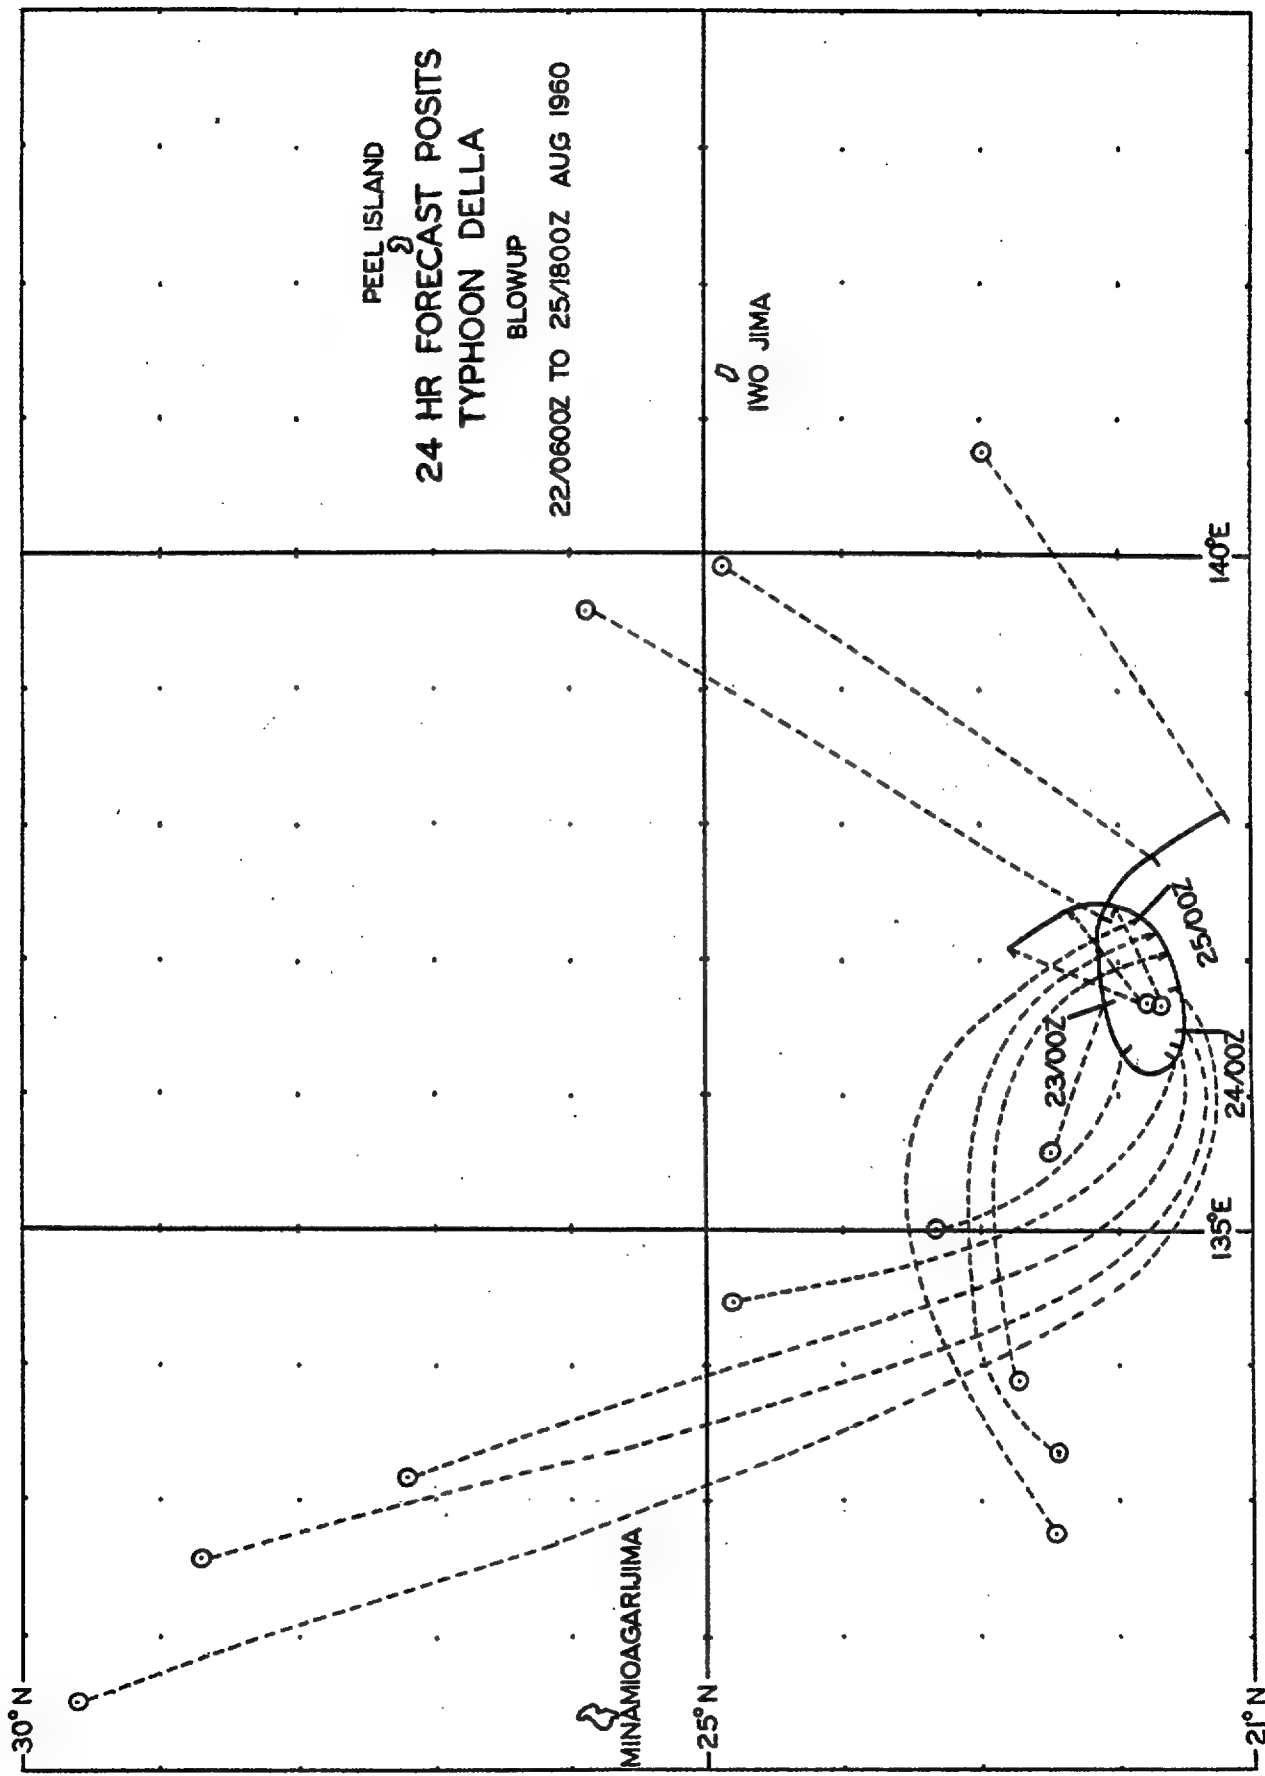 PEEL ISLAND
24 HR FORECAST POSITS
TYPHOON DELLA
BLOWUP
22/0600Z TO 25/1800Z AUG 1960
IWO JIMA
MINAMIOAGARIJIMA
23/00Z
24/00Z
25/00Z
30°N
25°N
21°N
135°E
140°E